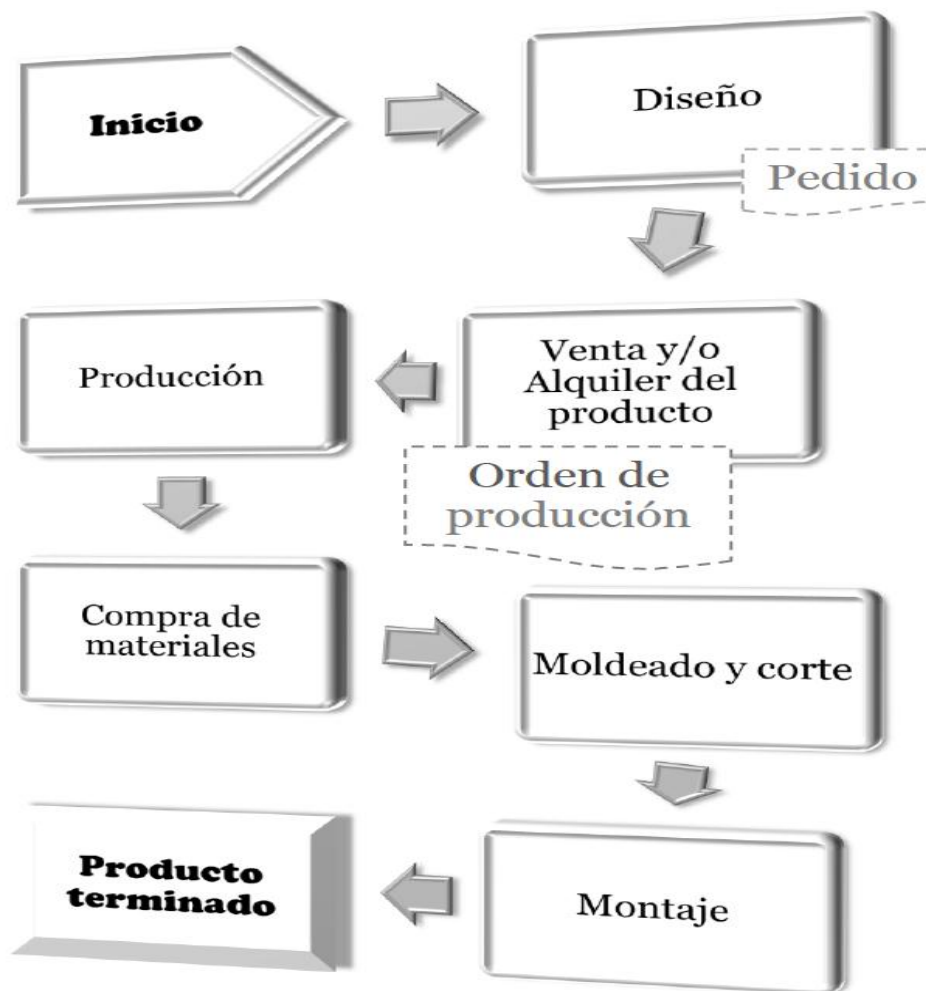 Inicio
Diseño
Pedido
Venta y/o
Alquiler del
producto
Orden de
producción
Producción
Compra de
materiales
Moldeado y corte
Montaje
Producto
terminado